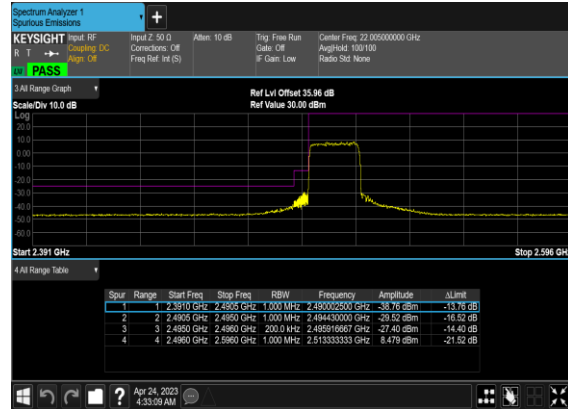 Spectrum Analyzer 1
Spurious Emissions
KEYSIGHT Input: RF Input Z: 50 Ω Atten: 10 dB Trig: Free Run Center Freq: 22.005000000 GHz
R T Coupling: DC Corrections: Off Gate: Off Avg|Hold: 100/100
Align: Off Freq Ref: Int (S) IF Gain: Low Radio Std: None
PASS
3 All Range Graph
Ref Lvl Offset 35.96 dB
Scale/Div 10.0 dB Ref Value 30.00 dBm
Log
20.0
10.0
0.00
-10.0
-20.0
-30.0
-40.0
-50.0
-60.0
Start 2.391 GHz Stop 2.596 GHz
4 All Range Table
Spur Range Start Freq Stop Freq RBW Frequency Amplitude ΔLimit
1 1 2.3910 GHz 2.4905 GHz 1.000 MHz 2.490002500 GHz -38.76 dBm -13.76 dB
2 2 2.4905 GHz 2.4950 GHz 1.000 MHz 2.494430000 GHz -29.52 dBm -16.52 dB
3 3 2.4950 GHz 2.4960 GHz 200.0 kHz 2.495916667 GHz -27.40 dBm -14.40 dB
4 4 2.4960 GHz 2.5960 GHz 1.000 MHz 2.513333333 GHz 8.479 dBm -21.52 dB
? Apr 24, 2023
4:33:09 AM